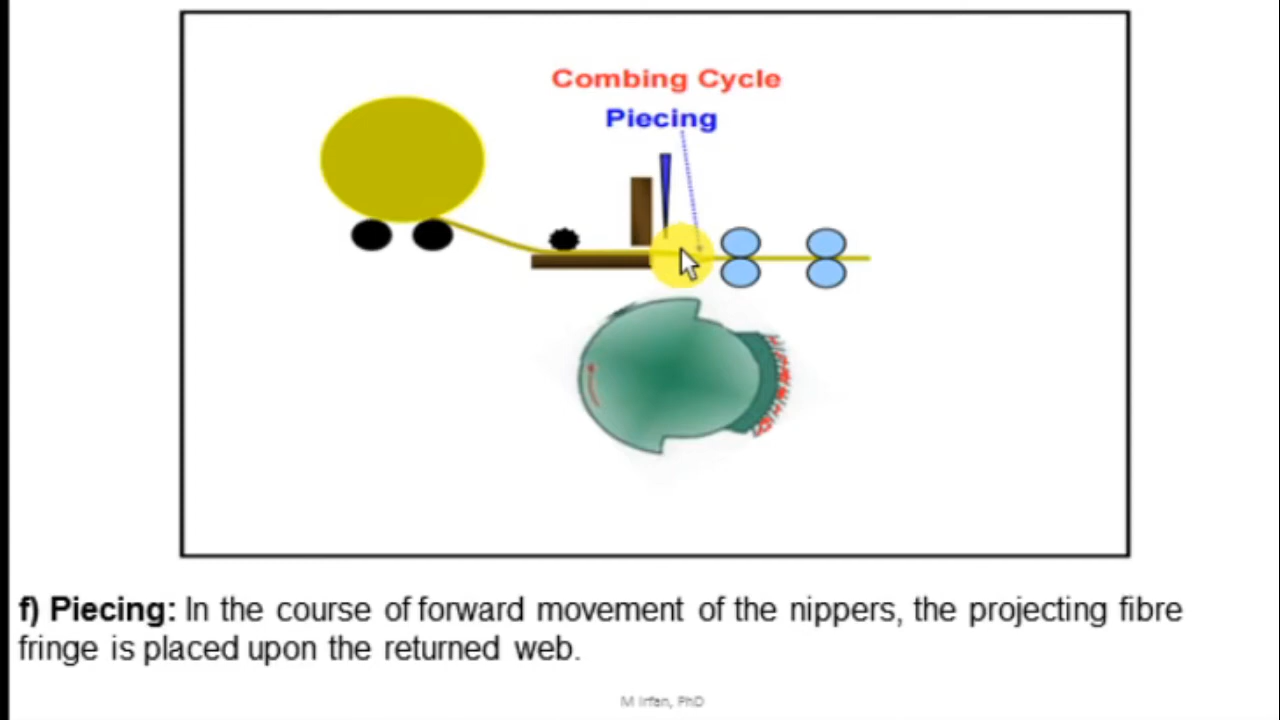 Combing Cycle
Piecing
f) Piecing: In the course of forward movement of the nippers, the projecting fibre
fringe is placed upon the returned web.
M Irfan, PhD